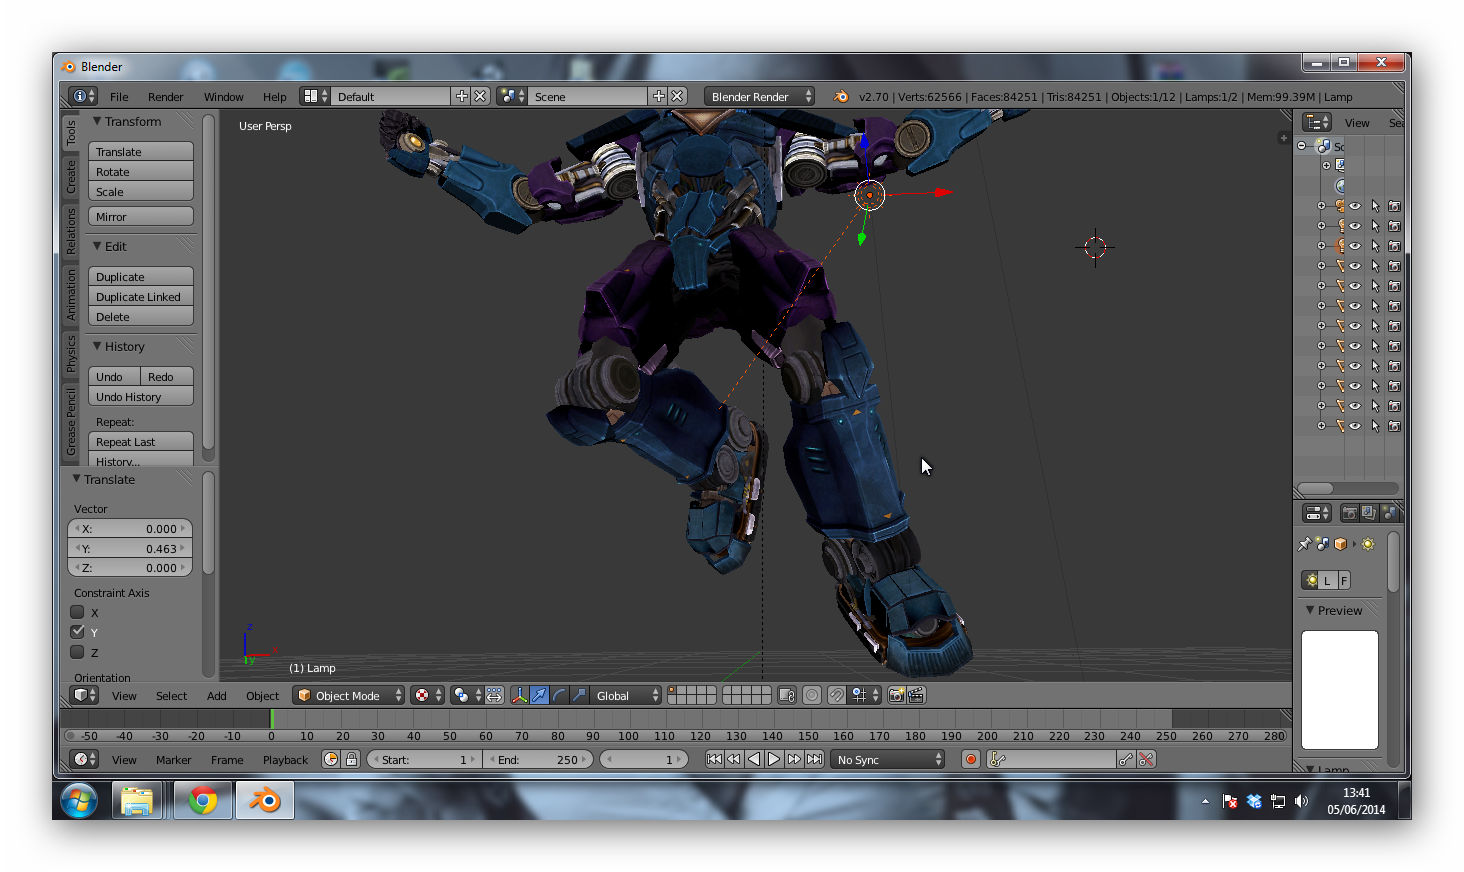 Blender
File Render Window Help Default Scene Blender Render v2.70 | Verts:62566 | Faces:84251 | Tris:84251 | Objects:1/12 | Lamps:1/2 | Mem:99.39M | Lamp
Tools
Create
Relations
Animation
Physics
Grease Pencil
Transform
Translate
Rotate
Scale
Mirror
Edit
Duplicate
Duplicate Linked
Delete
History
Undo Redo
Undo History
Repeat:
Repeat Last
History...
Translate
Vector
X: 0.000
Y: 0.463
Z: 0.000
Constraint Axis
X
Y
Z
Orientation
User Persp
z
x
y
(1) Lamp
View Select Add Object Object Mode Global
View Se
Sc
L F
Preview
Lamp
-50 -40 -30 -20 -10 0 10 20 30 40 50 60 70 80 90 100 110 120 130 140 150 160 170 180 190 200 210 220 230 240 250 260 270 280
View Marker Frame Playback Start: 1 End: 250 1 No Sync
13:41
05/06/2014